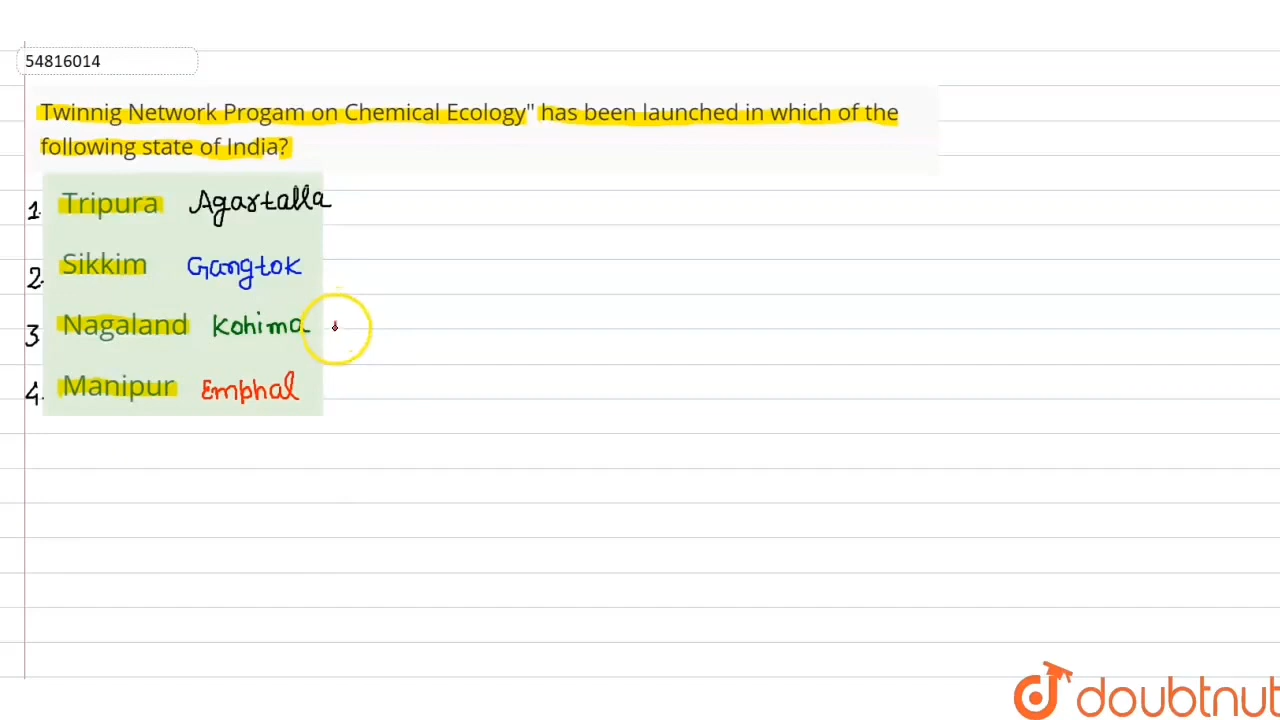 54816014
Twinnig Network Progam on Chemical Ecology" has been launched in which of the
following state of India?
1. Tripura Agartalla
2. Sikkim Gangtok
3 Nagaland Kohima
4. Manipur Emphal
doubtnut